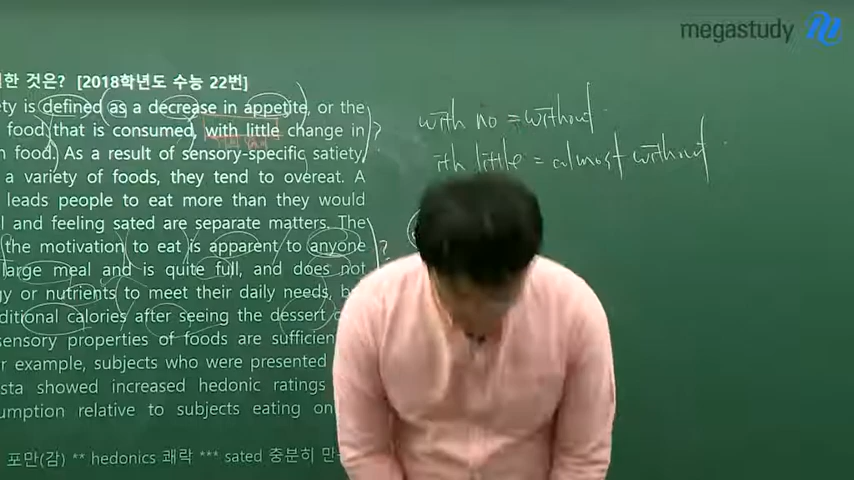 megastudy
한 것은? [2018학년도 수능 22번]
ty is defined as a decrease in appetite, or the
food that is consumed, with little change in
food. As a result of sensory-specific satiety,
a variety of foods, they tend to overeat. A
leads people to eat more than they would
l and feeling sated are separate matters. The
the motivation to eat is apparent to anyone
large meal and is quite full, and does not
gy or nutrients to meet their daily needs, b
ditional calories after seeing the dessert
sensory properties of foods are sufficien
r example, subjects who were presented
sta showed increased hedonic ratings
umption relative to subjects eating on
포만(감) ** hedonics 쾌락 *** sated 충분히 만
with no = without
ith little = almost without
?
?